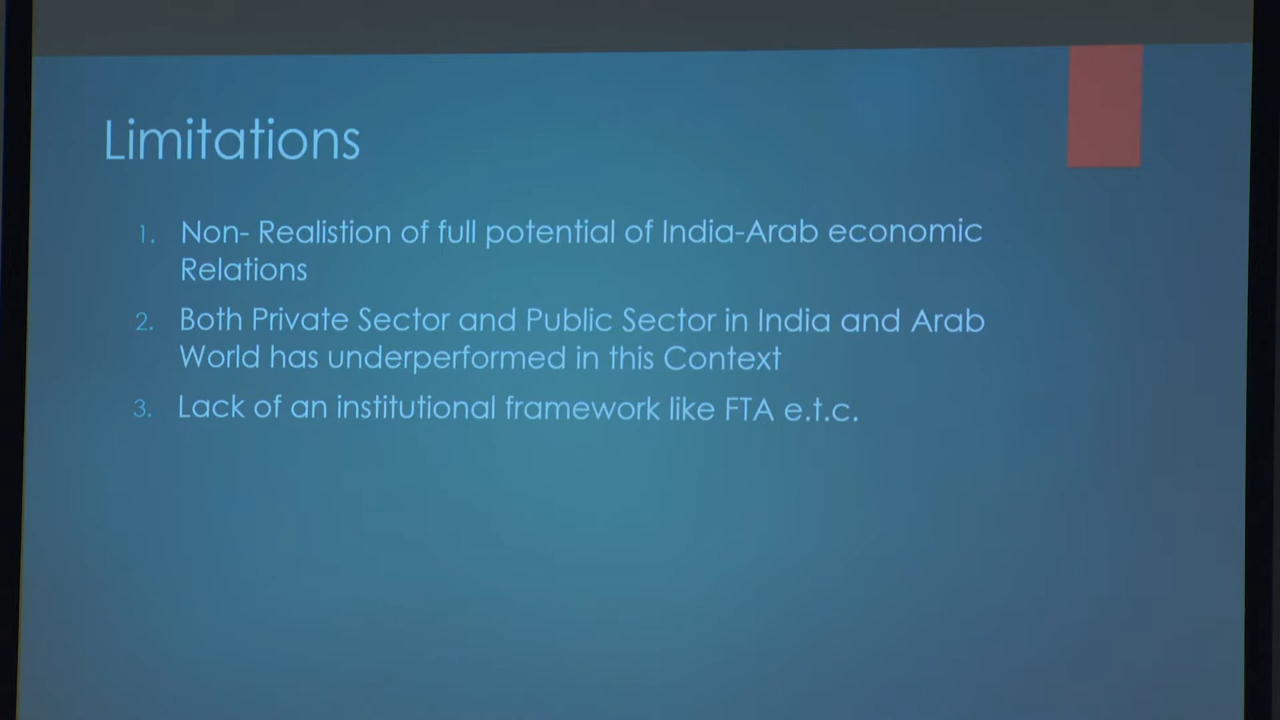 Limitations
1. Non- Realistion of full potential of India-Arab economic
Relations
2. Both Private Sector and Public Sector in India and Arab
World has underperformed in this Context
3. Lack of an institutional framework like FTA e.t.c.